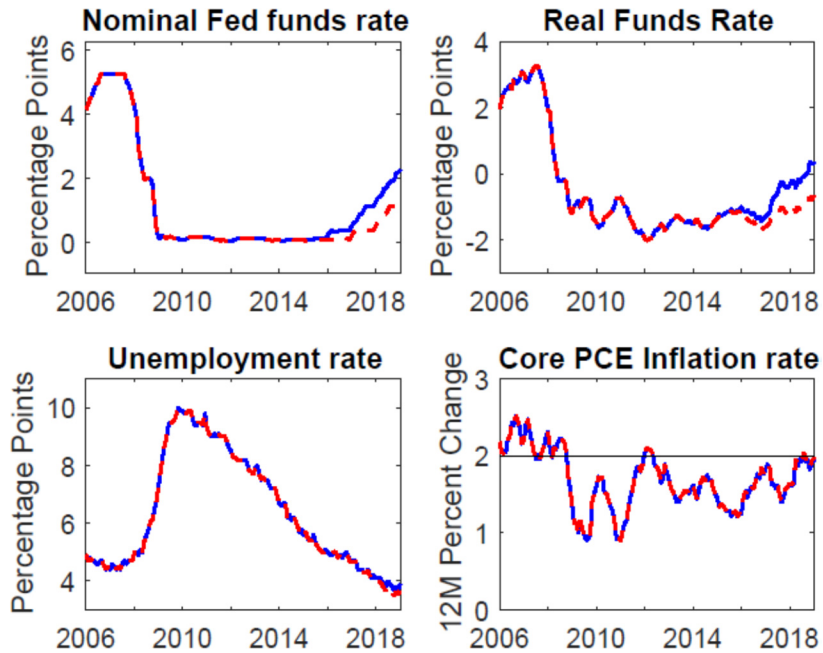 Nominal Fed funds rate
Percentage Points
6
4
2
0
2006 2010 2014 2018
Real Funds Rate
Percentage Points
4
2
0
-2
2006 2010 2014 2018
Unemployment rate
Percentage Points
10
8
6
4
2006 2010 2014 2018
Core PCE Inflation rate
12M Percent Change
3
2
1
0
2006 2010 2014 2018